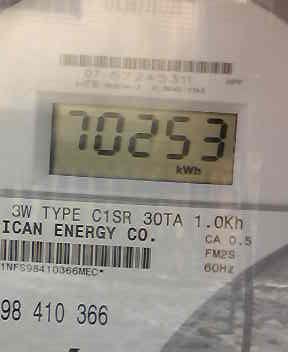 70253
kWh
3W TYPE C1SR 30TA 1.0Kh
ICAN ENERGY CO.
CA 0.5
FM2S
60Hz
1NFS98410366MEC*
98 410 366